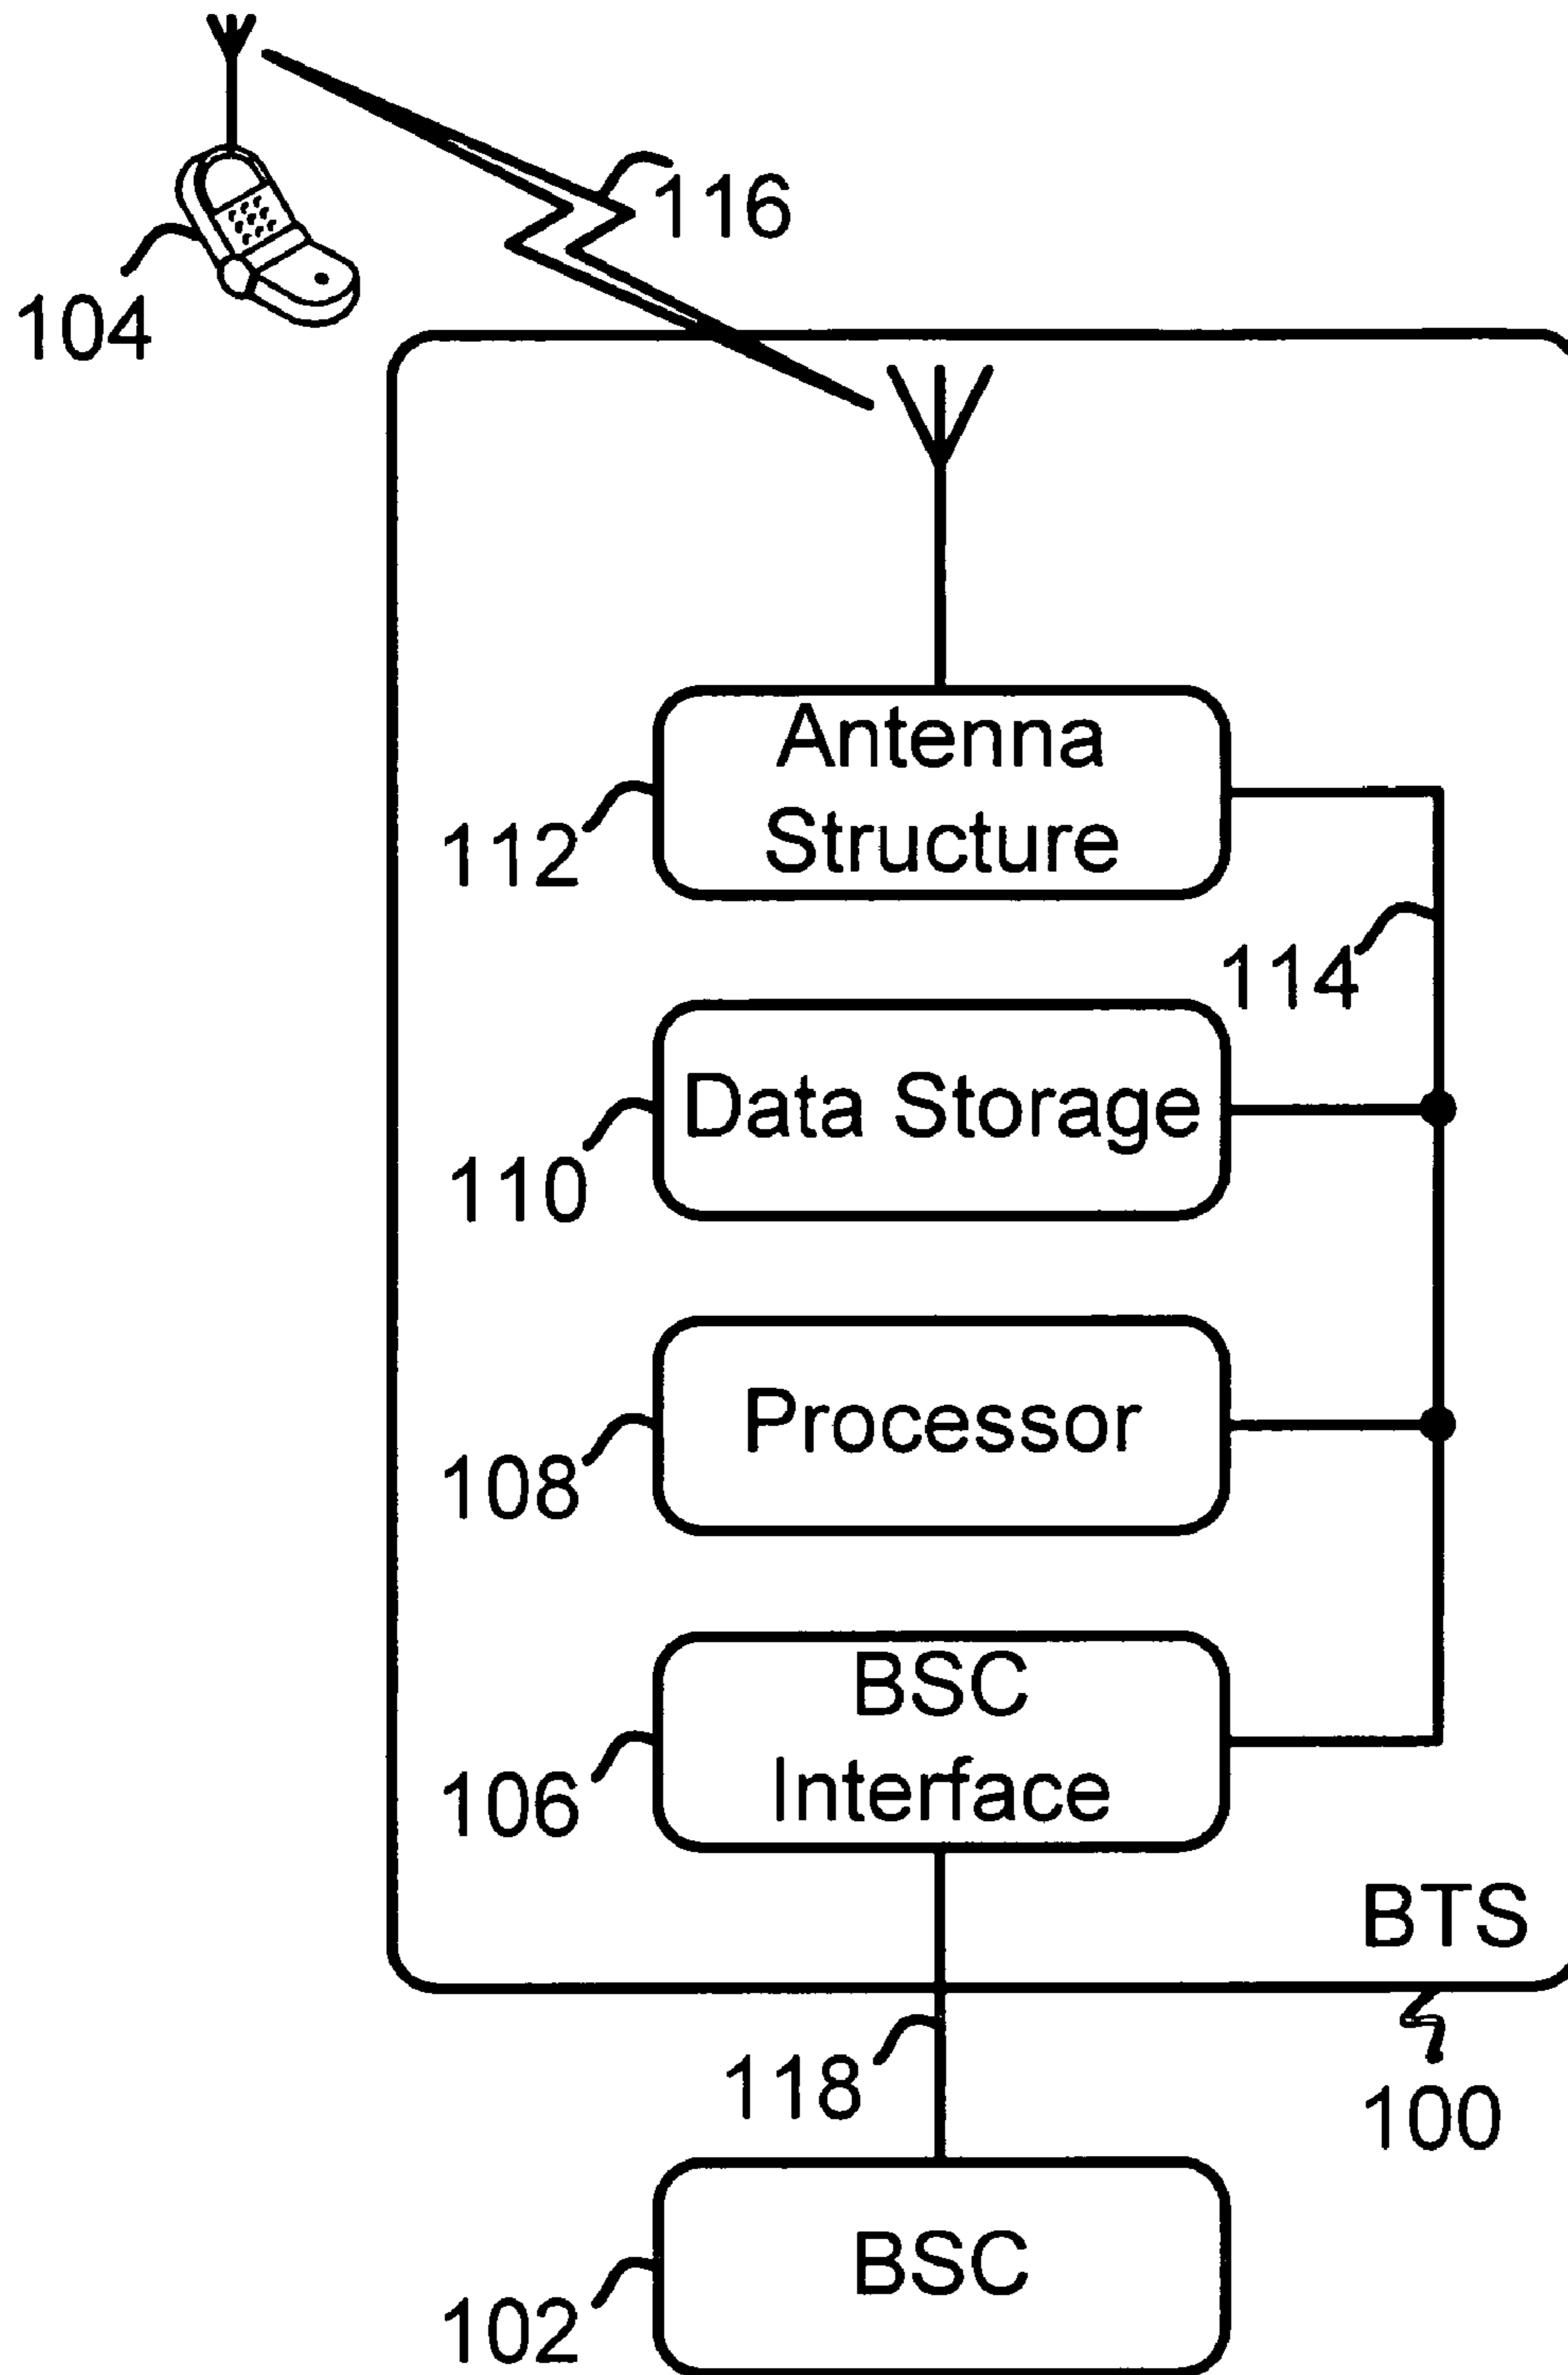 116
104
Antenna
Structure
112
114
Data Storage
110
Processor
108
BSC
Interface
106
BTS
118
100
BSC
102